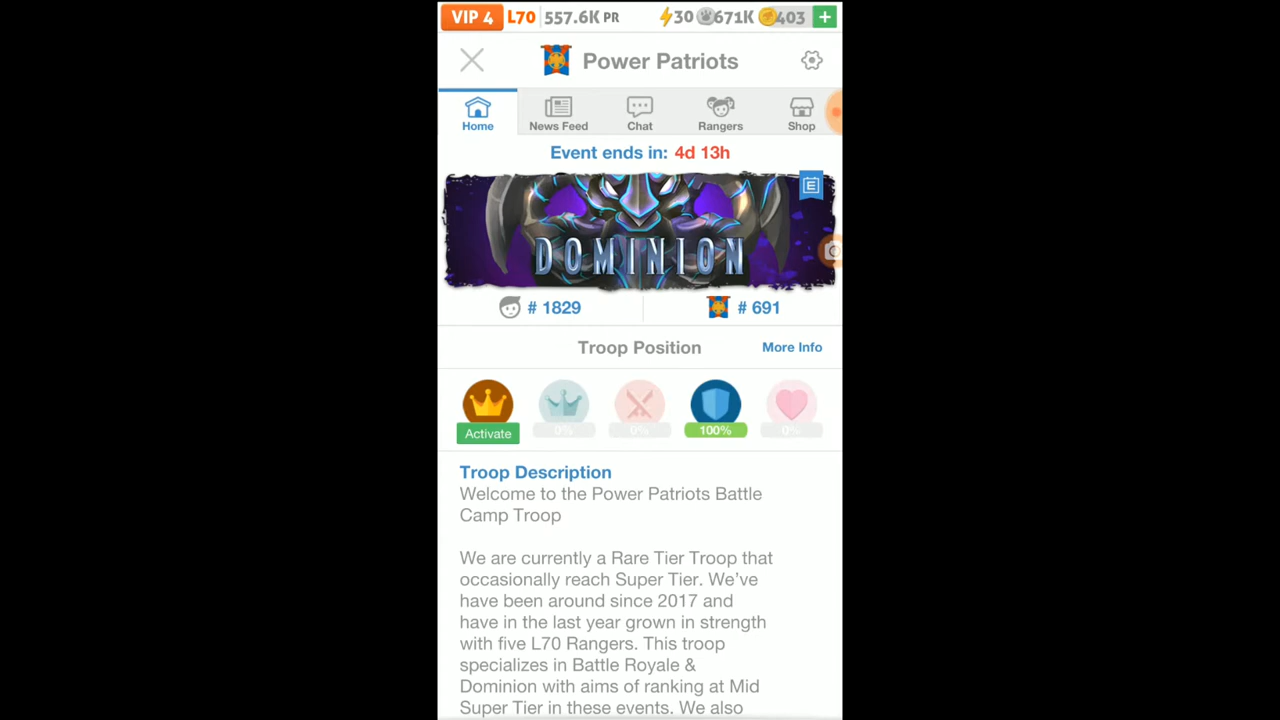 VIP 4 L70 557.6K PR 30 671K 403 +
Power Patriots
Home News Feed Chat Rangers Shop
Event ends in: 4d 13h
E
DOMINION
# 1829 # 691
Troop Position More Info
Activate 0% 0% 100% 0%
Troop Description
Welcome to the Power Patriots Battle
Camp Troop
We are currently a Rare Tier Troop that
occasionally reach Super Tier. We’ve
have been around since 2017 and
have in the last year grown in strength
with five L70 Rangers. This troop
specializes in Battle Royale &
Dominion with aims of ranking at Mid
Super Tier in these events. We also